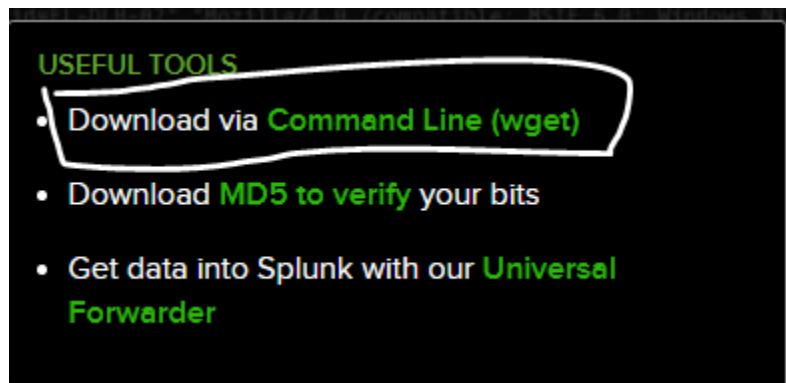 USEFUL TOOLS
• Download via Command Line (wget)
• Download MD5 to verify your bits
• Get data into Splunk with our Universal
Forwarder